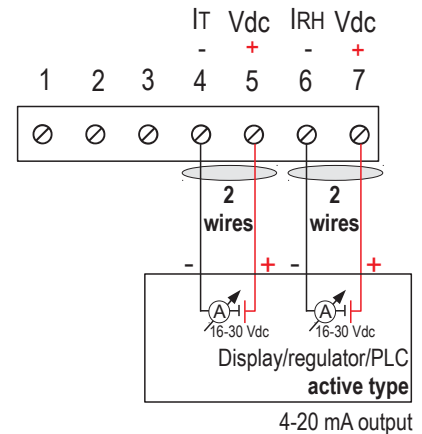 IT Vdc IRH Vdc
- + - +
1 2 3 4 5 6 7
2 2
wires wires
- + - +
A A
16-30 Vdc 16-30 Vdc
Display/regulator/PLC
active type
4-20 mA output